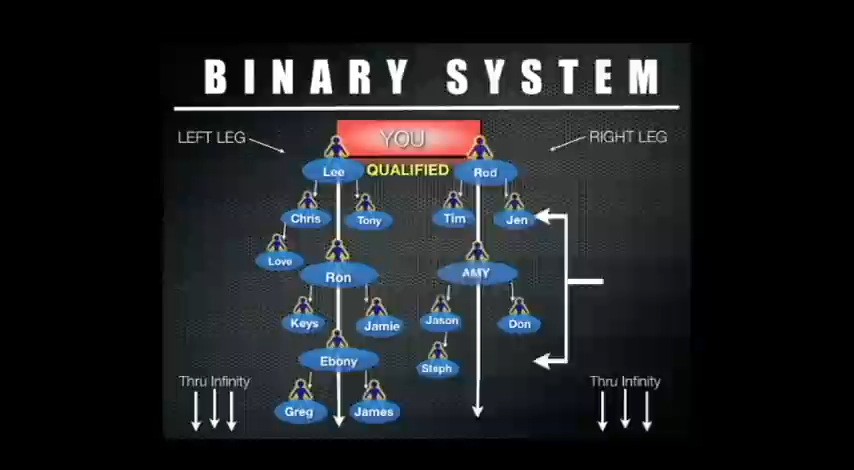 BINARY SYSTEM
LEFT LEG
YOU
RIGHT LEG
Lee
QUALIFIED
Rod
Chris
Tony
Tim
Jen
Love
Ron
AMY
Keys
Jamie
Jason
Don
Ebony
Steph
Thru Infinity
Thru Infinity
Greg
James